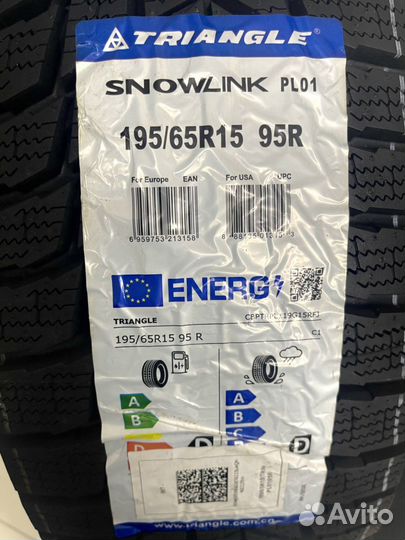 TRIANGLE
SNOWLINK PL01
195/65R15 95R
For Europe EAN
For USA UPC
6 959753 213158
ENERG
TRIANGLE
C1
195/65R15 95 R
A
A
B
B
D
D
www.triangle.com.cn
Avito